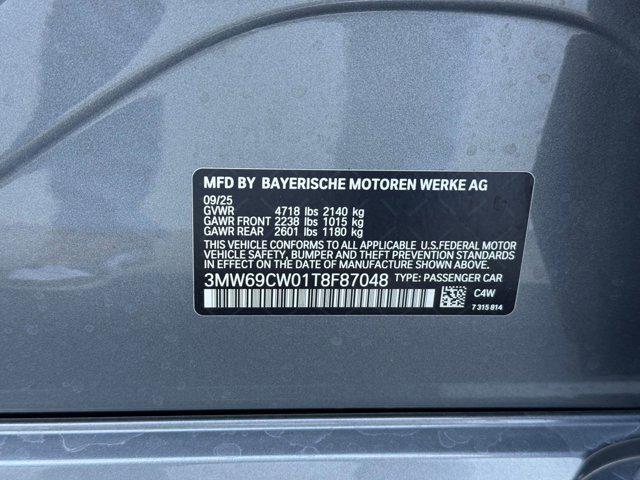 MFD BY BAYERISCHE MOTOREN WERKE AG
09/25
GVWR 4718 lbs 2140 kg
GAWR FRONT 2238 lbs 1015 kg
GAWR REAR 2601 lbs 1180 kg
THIS VEHICLE CONFORMS TO ALL APPLICABLE U.S.FEDERAL MOTOR
VEHICLE SAFETY, BUMPER AND THEFT PREVENTION STANDARDS
IN EFFECT ON THE DATE OF MANUFACTURE SHOWN ABOVE.
3MW69CW01T8F87048 TYPE: PASSENGER CAR
C4W
7 315 814